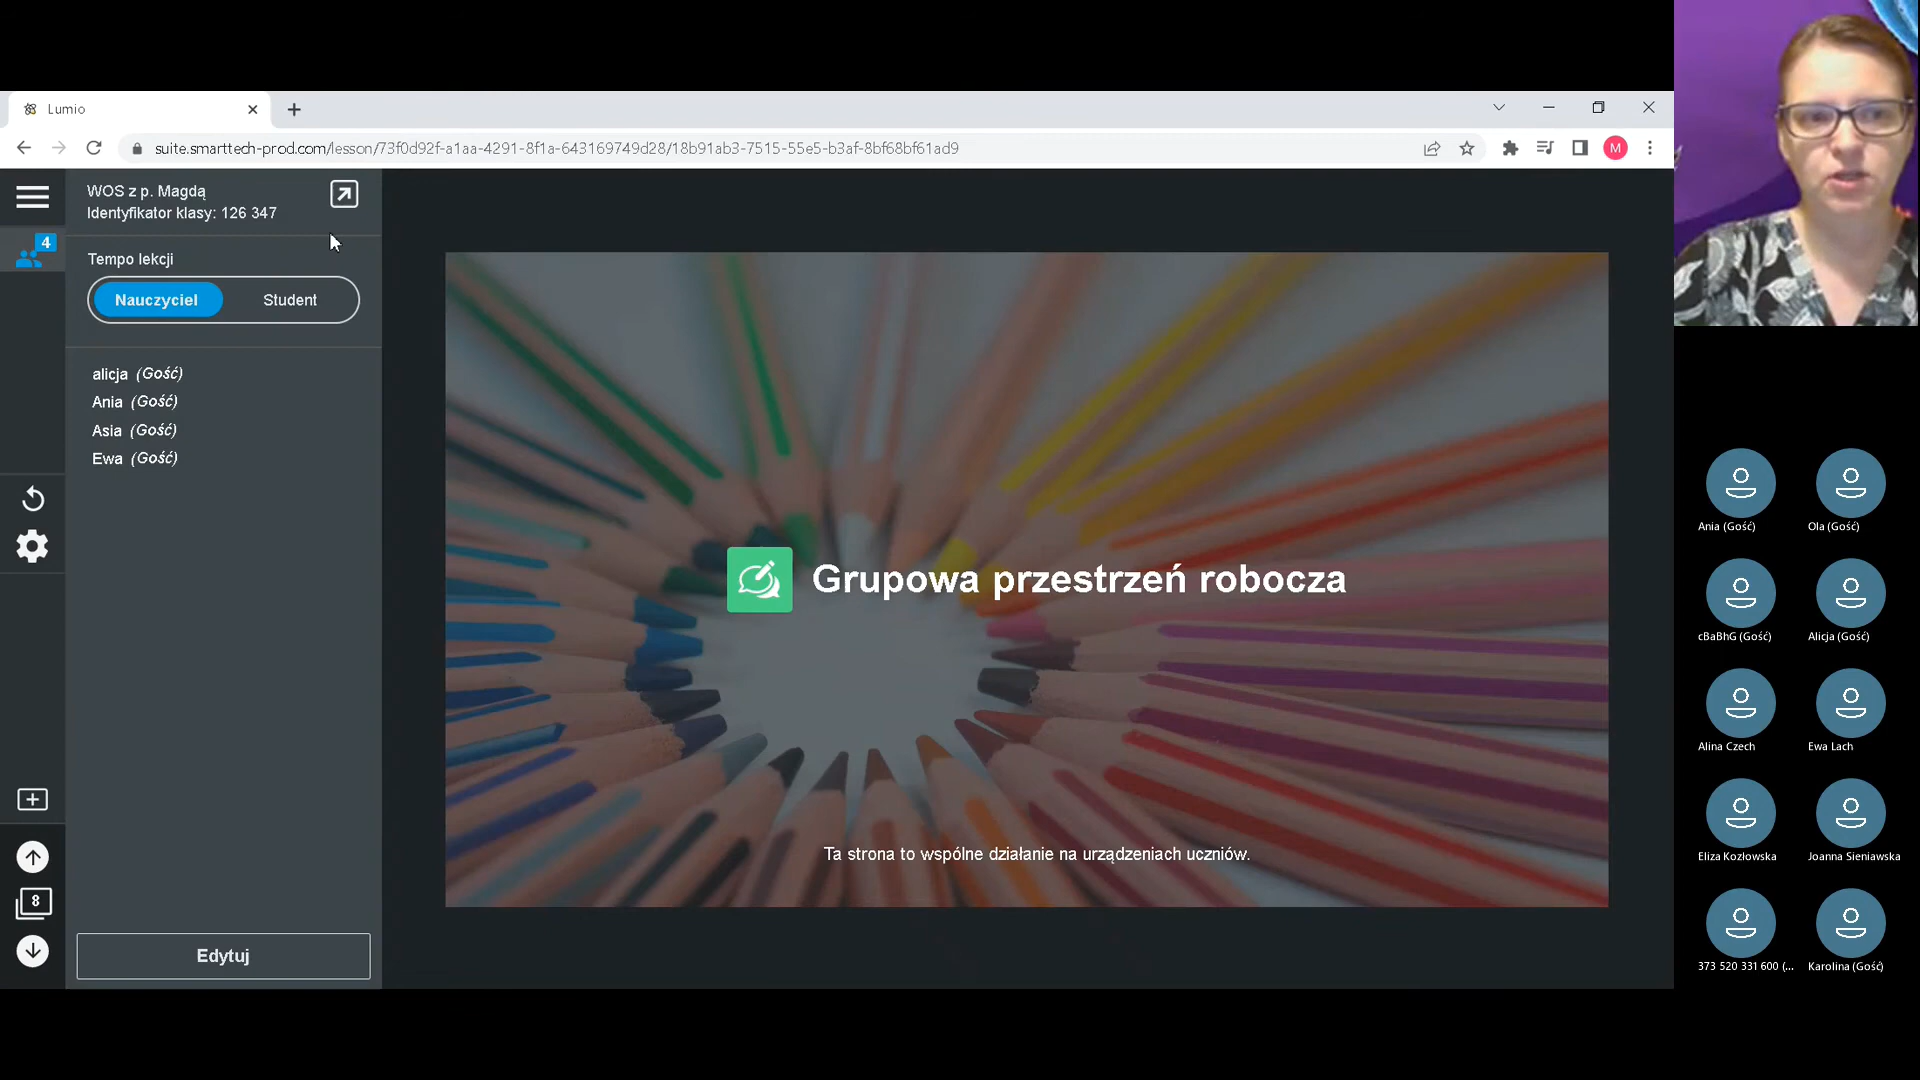 Lumio
suite.smarttech-prod.com/lesson/73f0d92f-a1aa-4291-8f1a-643169749d28/18b91ab3-7515-55e5-b3af-8bf68bf61ad9
M
WOS z p. Magdą
Identyfikator klasy: 126 347
4
Tempo lekcji
Nauczyciel Student
alicja (Gość)
Ania (Gość)
Asia (Gość)
Ewa (Gość)
8
Edytuj
Grupowa przestrzeń robocza
Ta strona to wspólne działanie na urządzeniach uczniów.
Ania (Gość) Ola (Gość)
cBaBhG (Gość) Alicja (Gość)
Alina Czech Ewa Lach
Eliza Kozłowska Joanna Sieniawska
373 520 331 600 (... Karolina (Gość)